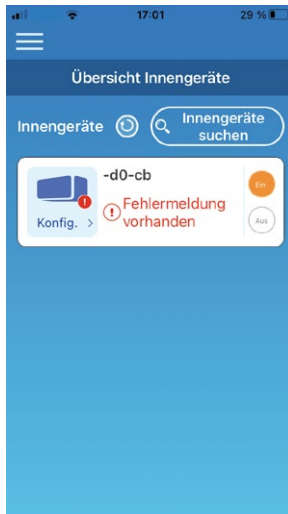 17:01
29 %
Übersicht Innengeräte
Innengeräte
Innengeräte
suchen
-d0-cb
Fehlermeldung
vorhanden
Konfig. >
Ein
Aus